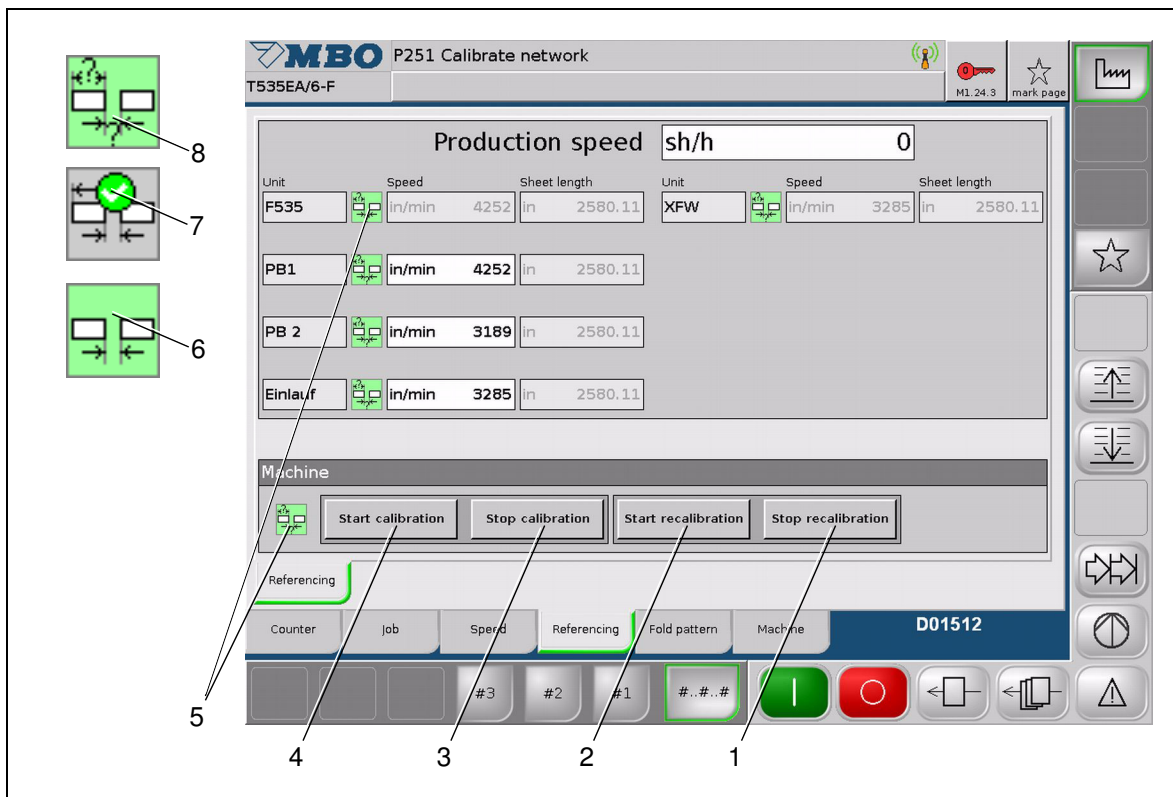 MBO P251 Calibrate network
T535EA/6-F
M1.24.3
mark page
Production speed sh/h 0
Unit Speed Sheet length Unit Speed Sheet length
F535 in/min 4252 in 2580.11 XFW in/min 3285 in 2580.11
PB1 in/min 4252 in 2580.11
PB 2 in/min 3189 in 2580.11
Einlauf in/min 3285 in 2580.11
Machine
Start calibration Stop calibration Start recalibration Stop recalibration
Referencing
Counter Job Speed Referencing Fold pattern Machine D01512
#3 #2 #1 #..#..#
8
7
6
5 4 3 2 1